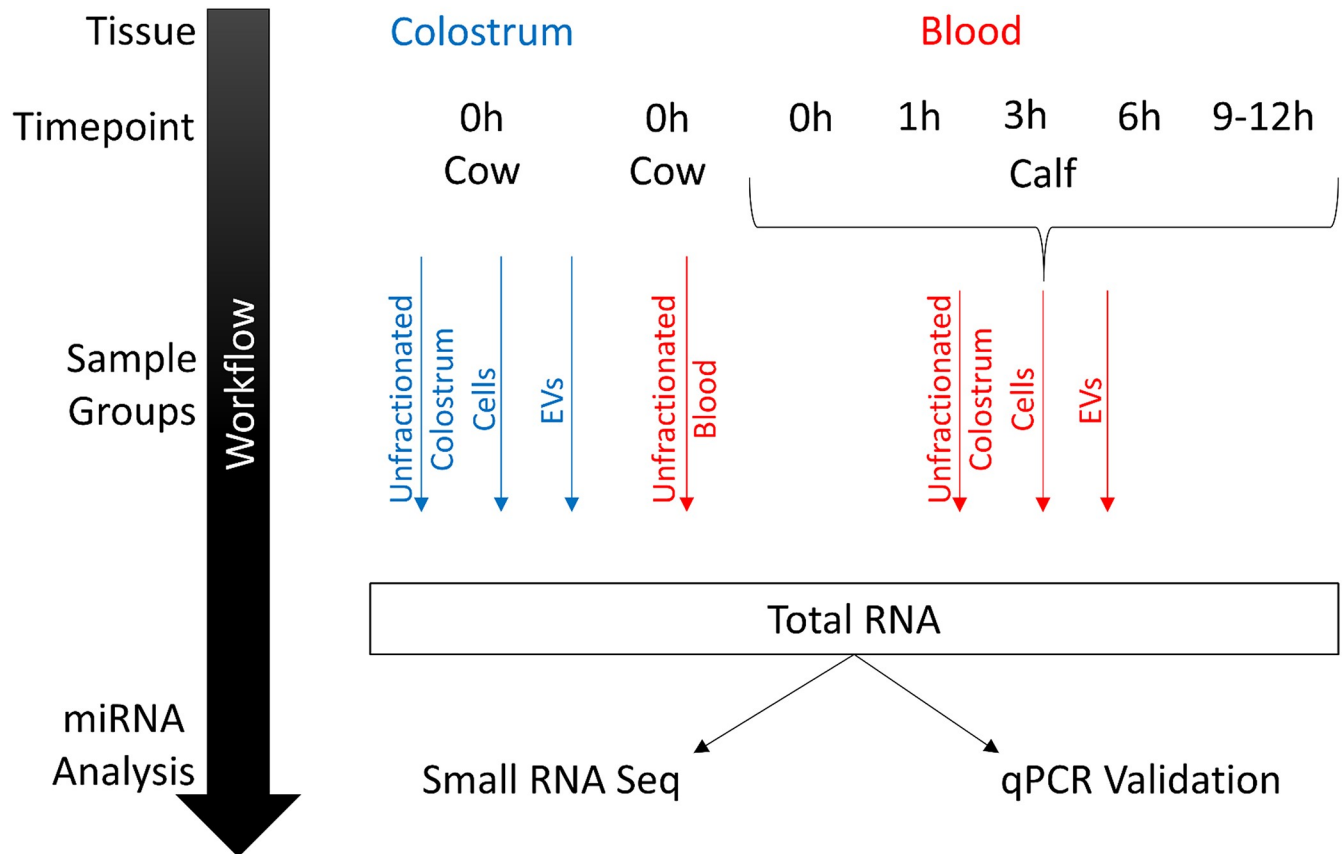 Tissue
Colostrum
Blood
Timepoint
0h
0h
0h
1h
3h
6h
9-12h
Cow
Cow
Calf
Workflow
Sample
Groups
Unfractionated
Colostrum
Cells
EVs
Unfractionated
Blood
Unfractionated
Colostrum
Cells
EVs
Total RNA
miRNA
Analysis
Small RNA Seq
qPCR Validation